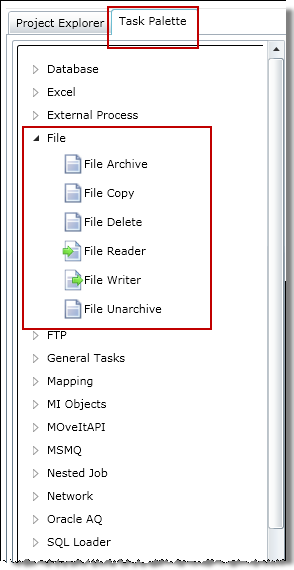 Project Explorer Task Palette
Database
Excel
External Process
File
File Archive
File Copy
File Delete
File Reader
File Writer
File Unarchive
FTP
General Tasks
Mapping
MI Objects
MOveItAPI
MSMQ
Nested Job
Network
Oracle AQ
SQL Loader